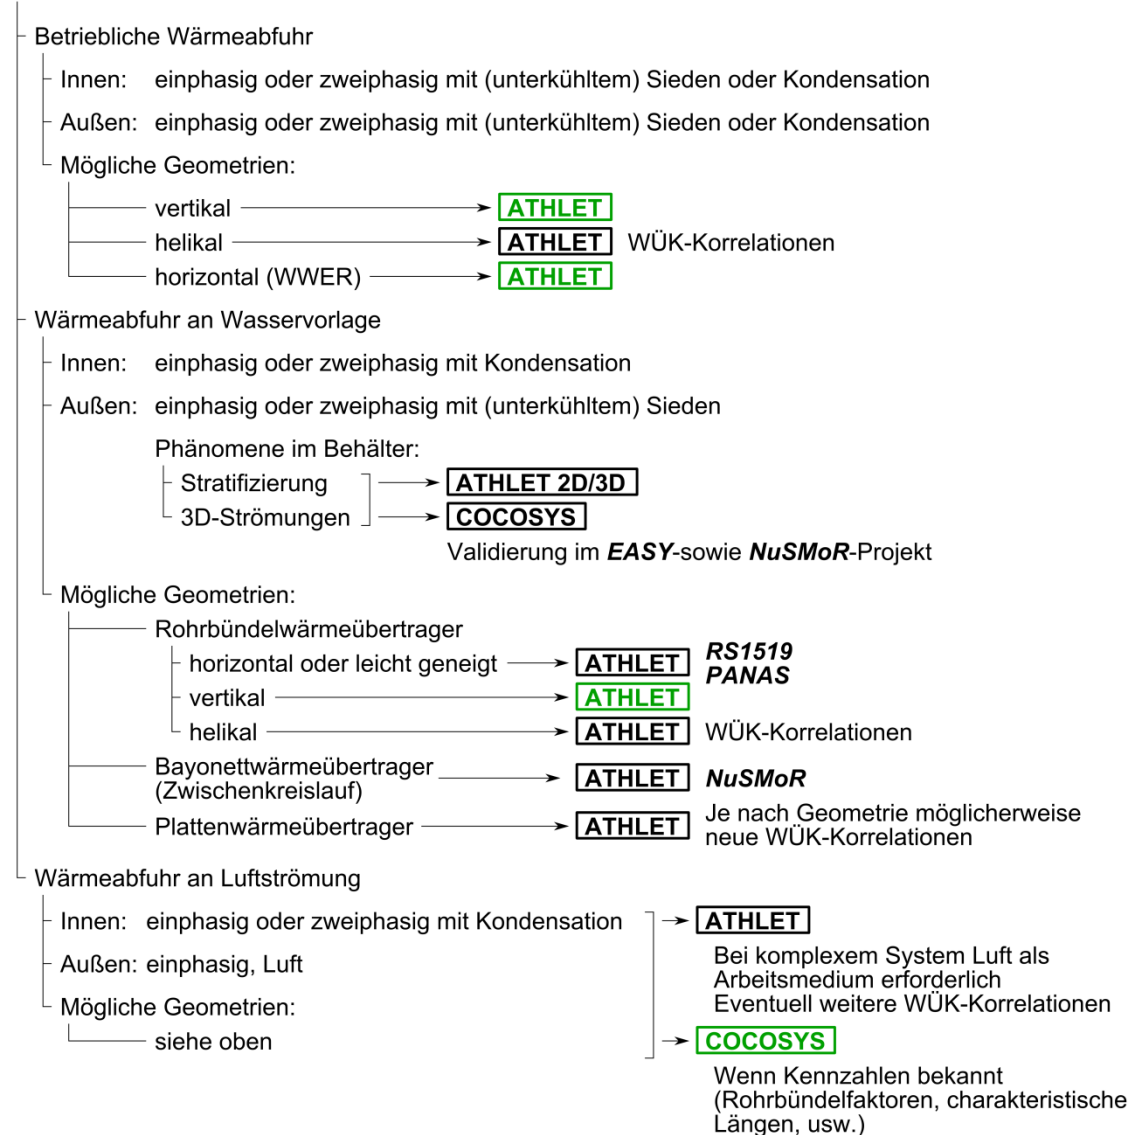 Betriebliche Wärmeabfuhr
Innen: einphasig oder zweiphasig mit (unterkühltem) Sieden oder Kondensation
Außen: einphasig oder zweiphasig mit (unterkühltem) Sieden oder Kondensation
Mögliche Geometrien:
vertikal ATHLET
helikal ATHLET WÜK-Korrelationen
horizontal (WWER) ATHLET
Wärmeabfuhr an Wasservorlage
Innen: einphasig oder zweiphasig mit Kondensation
Außen: einphasig oder zweiphasig mit (unterkühltem) Sieden
Phänomene im Behälter:
Stratifizierung ATHLET 2D/3D
3D-Strömungen COCOSYS
Validierung im EASY-sowie NuSMoR-Projekt
Mögliche Geometrien:
Rohrbündelwärmeübertrager
horizontal oder leicht geneigt ATHLET RS1519
PANAS
vertikal ATHLET
helikal ATHLET WÜK-Korrelationen
Bayonettwärmeübertrager
(Zwischenkreislauf) ATHLET NuSMoR
Plattenwärmeübertrager ATHLET Je nach Geometrie möglicherweise
neue WÜK-Korrelationen
Wärmeabfuhr an Luftströmung
Innen: einphasig oder zweiphasig mit Kondensation ATHLET
Außen: einphasig, Luft
Bei komplexem System Luft als
Arbeitsmedium erforderlich
Eventuell weitere WÜK-Korrelationen
Mögliche Geometrien:
siehe oben COCOSYS
Wenn Kennzahlen bekannt
(Rohrbündelfaktoren, charakteristische
Längen, usw.)